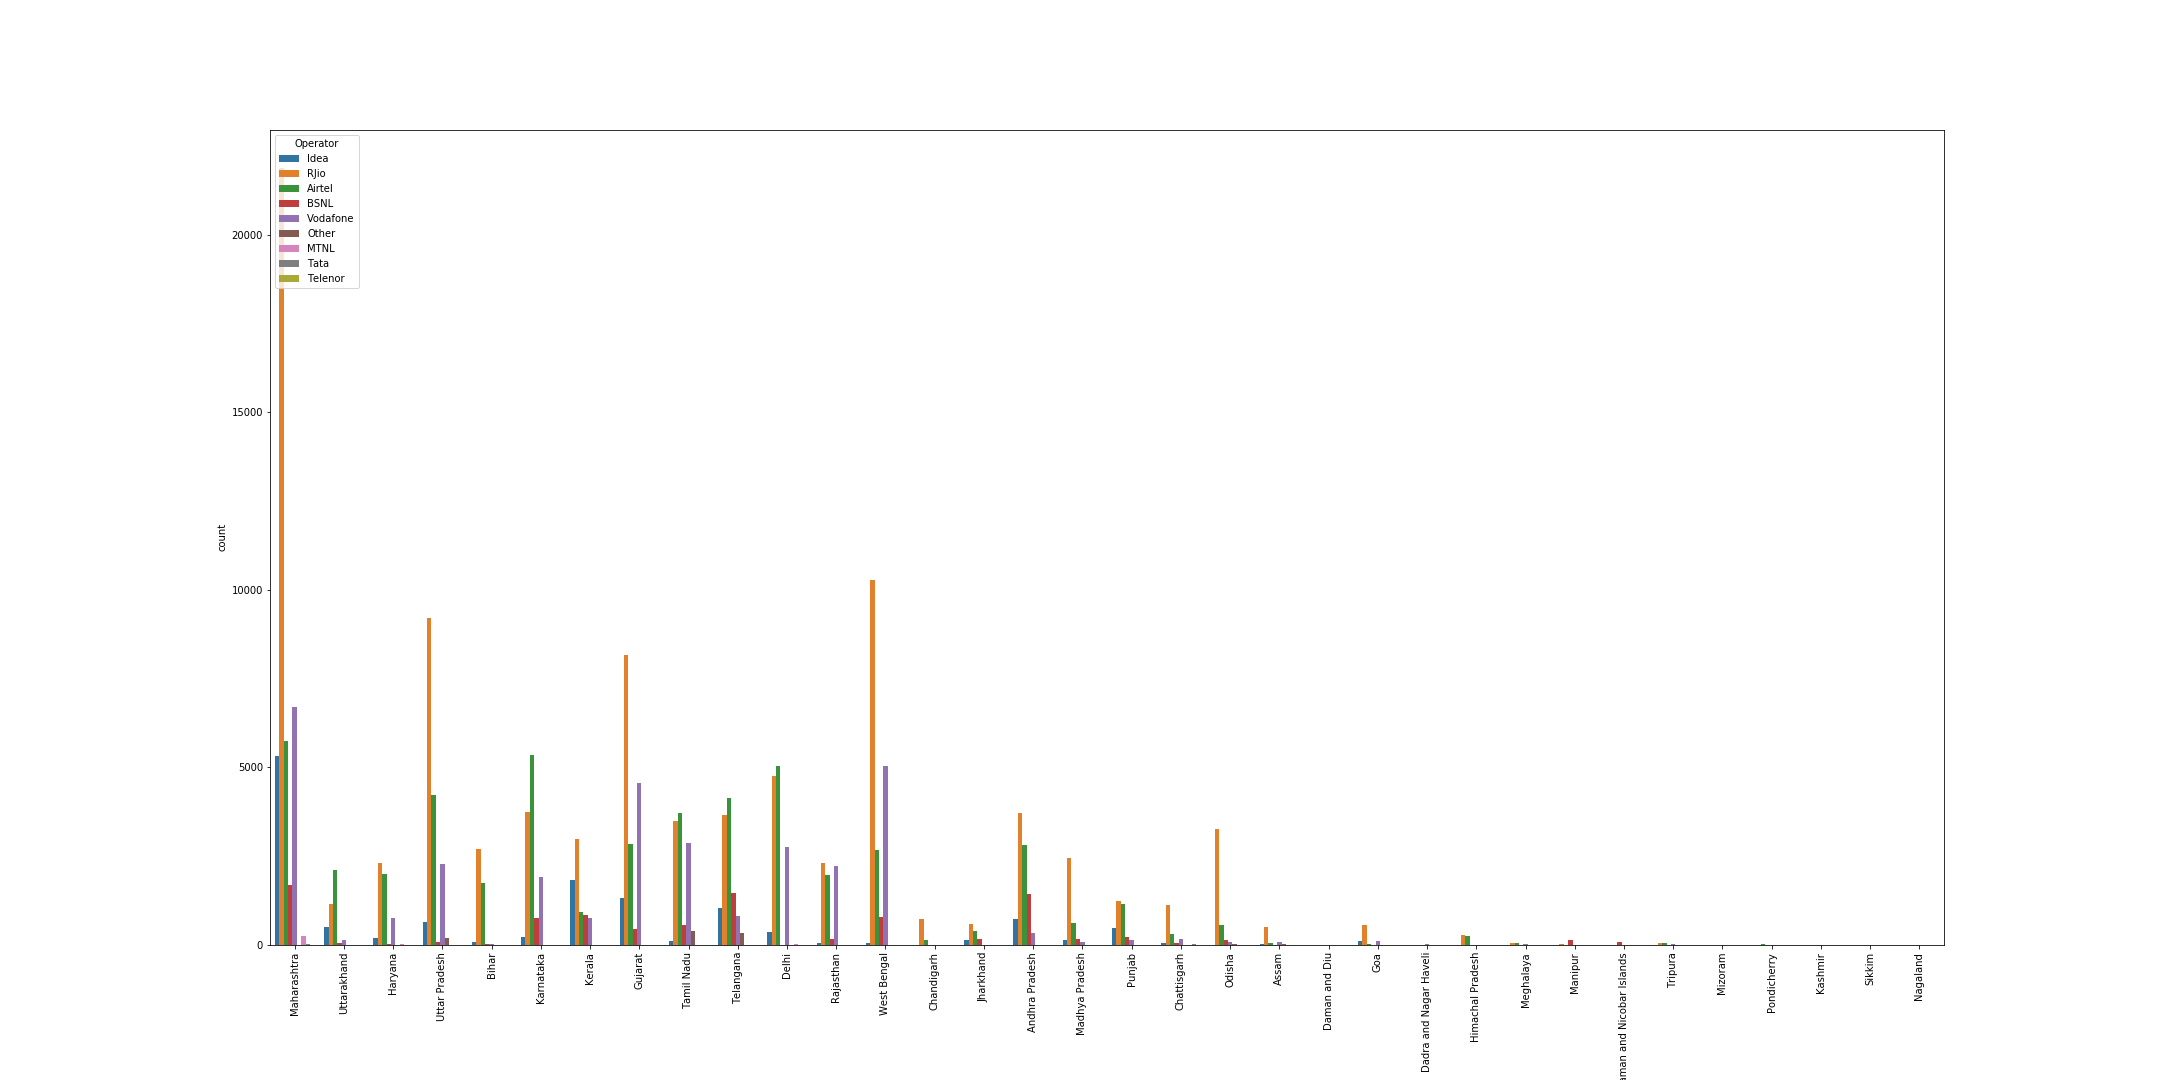 Operator
Idea
RJio
Airtel
BSNL
Vodafone
Other
MTNL
Tata
Telenor
20000
15000
10000
5000
0
count
Maharashtra
Uttarakhand
Haryana
Uttar Pradesh
Bihar
Karnataka
Kerala
Gujarat
Tamil Nadu
Telangana
Delhi
Rajasthan
West Bengal
Chandigarh
Jharkhand
Andhra Pradesh
Madhya Pradesh
Punjab
Chattisgarh
Odisha
Assam
Daman and Diu
Goa
Dadra and Nagar Haveli
Himachal Pradesh
Meghalaya
Manipur
and Nicobar Islands
Tripura
Mizoram
Pondicherry
Kashmir
Sikkim
Nagaland